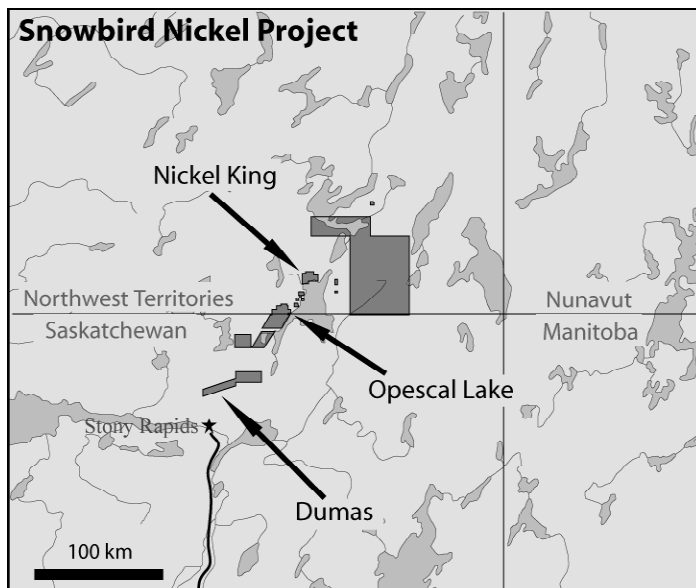 Snowbird Nickel Project
Nickel King
Northwest Territories
Nunavut
Saskatchewan
Manitoba
Opescal Lake
Stony Rapids
Dumas
100 km